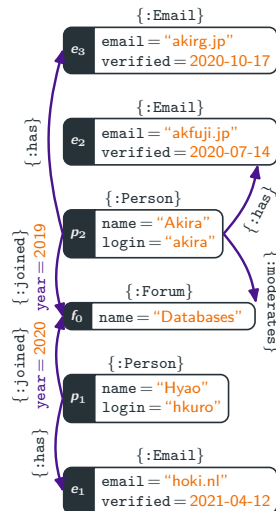 {:Email}
e3 email = “akirg.jp”
verified = 2020-10-17
{:has}
{:Email}
e2 email = “akfuji.jp”
verified = 2020-07-14
{:has}
{:Person}
p2 name = “Akira”
login = “akira”
{:moderates}
{:joined}
year = 2019
{:Forum}
f0 name = “Databases”
{:joined}
year = 2020
{:Person}
p1 name = “Hyao”
login = “hkuro”
{:has}
{:Email}
e1 email = “hoki.nl”
verified = 2021-04-12